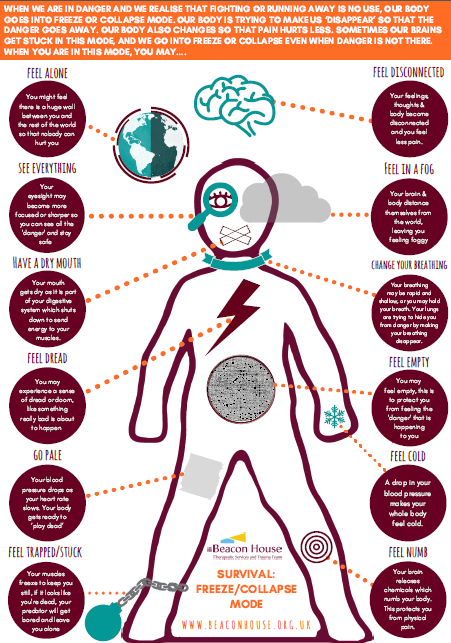 WHEN WE ARE IN DANGER AND WE REALISE THAT FIGHTING OR RUNNING AWAY IS NO USE, OUR BODY
GOES INTO FREEZE OR COLLAPSE MODE. OUR BODY IS TRYING TO MAKE US 'DISAPPEAR' SO THAT THE
DANGER GOES AWAY. OUR BODY ALSO CHANGES SO THAT PAIN HURTS LESS. SOMETIMES OUR BRAINS
GET STUCK IN THIS MODE, AND WE GO INTO FREEZE OR COLLAPSE EVEN WHEN DANGER IS NOT THERE.
WHEN YOU ARE IN THIS MODE, YOU MAY....
FEEL ALONE
You might feel
there is a huge wall
between you and
the rest of the world
so that nobody can
hurt you
SEE EVERYTHING
Your
eyesight may
become more
focused or sharper so
you can see all the
'danger' and stay
safe
HAVE A DRY MOUTH
Your mouth
gets dry as it is part
of your digestive
system which shuts
down to send
energy to your
muscles.
FEEL DREAD
You may
experience a sense
of dread or doom,
like something
really bad is about
to happen
GO PALE
Your blood
pressure drops as
your heart rate
slows. Your body
gets ready to
'play dead'
FEEL TRAPPED/STUCK
Your muscles
freeze to keep you
still, if it looks like
you're dead, your
predator will get
bored and leave
you alone
FEEL DISCONNECTED
Your feelings,
thoughts &
body become
disconnected
and you feel
less pain.
FEEL IN A FOG
Your brain &
body distance
themselves from
the world,
leaving you
feeling foggy
CHANGE YOUR BREATHING
Your breathing
may be rapid and
shallow, or you may hold
your breath. Your lungs
are trying to hide you
from danger by making
your breathing
disappear.
FEEL EMPTY
You may
feel empty, this is
to protect you
from feeling the
'danger' that is
happening
to you
FEEL COLD
A drop in your
blood pressure
makes your
whole body
feel cold.
FEEL NUMB
Your brain
releases
chemicals which
numb your body.
This protects you
from physical
pain.
Beacon House
Therapeutic Services and Trauma Team
SURVIVAL:
FREEZE/COLLAPSE
MODE
WWW.BEACONHOUSE.ORG.UK